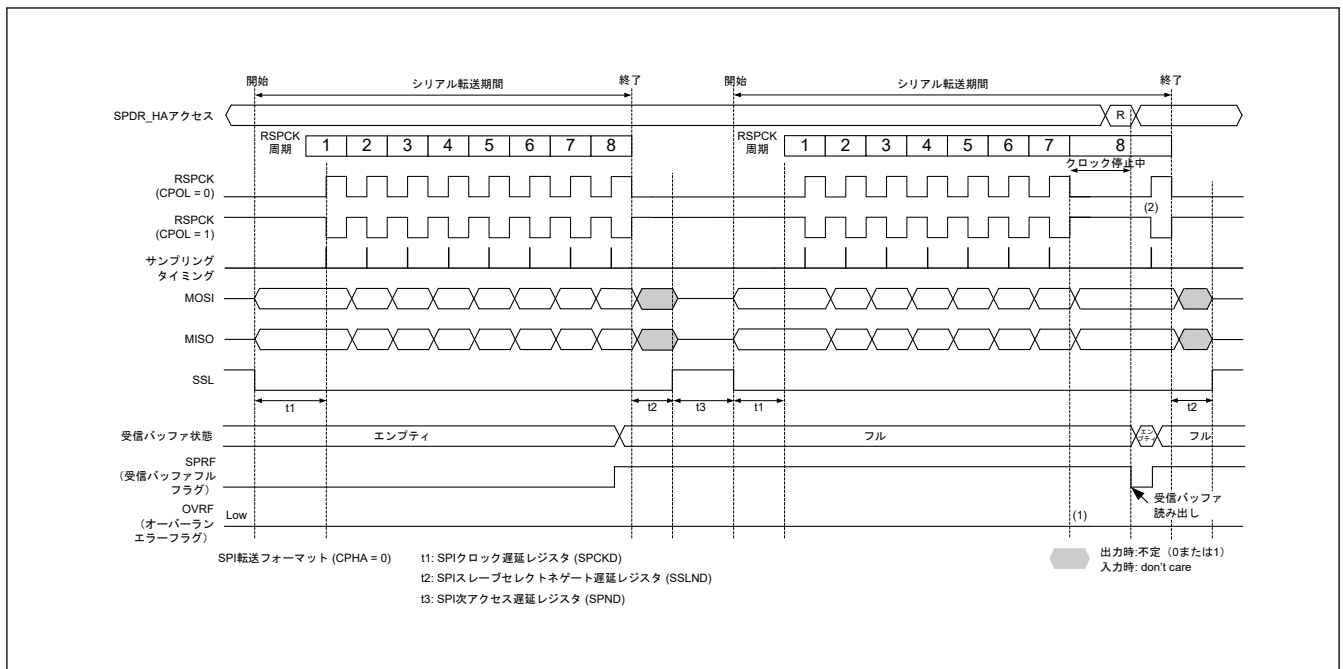 開始 シリアル転送期間 終了 開始 シリアル転送期間 終了
SPDR_HAアクセス R
RSPCK
周期
1 2 3 4 5 6 7 8
RSPCK
周期
1 2 3 4 5 6 7 8
クロック停止中
RSPCK
(CPOL = 0)
(2)
RSPCK
(CPOL = 1)
サンプリング
タイミング
MOSI
MISO
SSL
t1 t2 t3 t1 t2
受信バッファ状態 エンプティ フル エン
プティ フル
SPRF
(受信バッファフル
フラグ)
受信バッファ
読み出し
OVRF
(オーバーラン
エラーフラグ)
Low (1)
SPI転送フォーマット (CPHA = 0)
t1: SPIクロック遅延レジスタ (SPCKD)
t2: SPIスレーブセレクトネゲート遅延レジスタ (SSLND)
t3: SPI次アクセス遅延レジスタ (SPND)
出力時:不定（0または1）
入力時: don't care